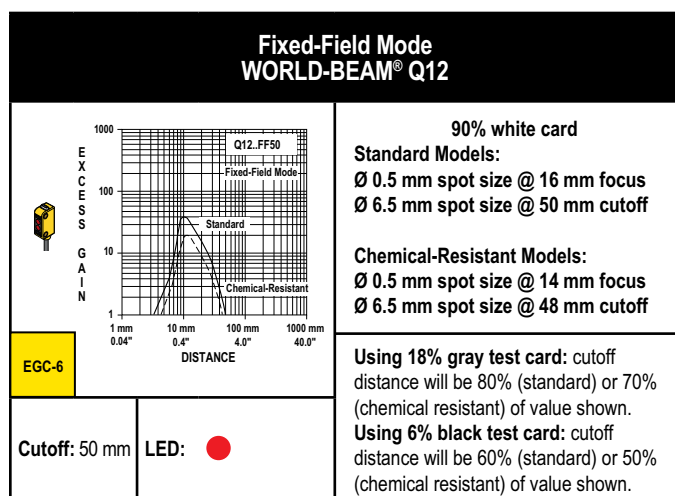 Fixed-Field Mode
WORLD-BEAM® Q12
EXCESS GAIN
1000
100
10
1
Q12..FF50
Fixed-Field Mode
Standard
Chemical-Resistant
1 mm 10 mm 100 mm 1000 mm
0.04" 0.4" 4.0" 40.0"
DISTANCE
EGC-6
90% white card
Standard Models:
Ø 0.5 mm spot size @ 16 mm focus
Ø 6.5 mm spot size @ 50 mm cutoff
Chemical-Resistant Models:
Ø 0.5 mm spot size @ 14 mm focus
Ø 6.5 mm spot size @ 48 mm cutoff
Using 18% gray test card: cutoff
distance will be 80% (standard) or 70%
(chemical resistant) of value shown.
Using 6% black test card: cutoff
distance will be 60% (standard) or 50%
(chemical resistant) of value shown.
Cutoff: 50 mm
LED: